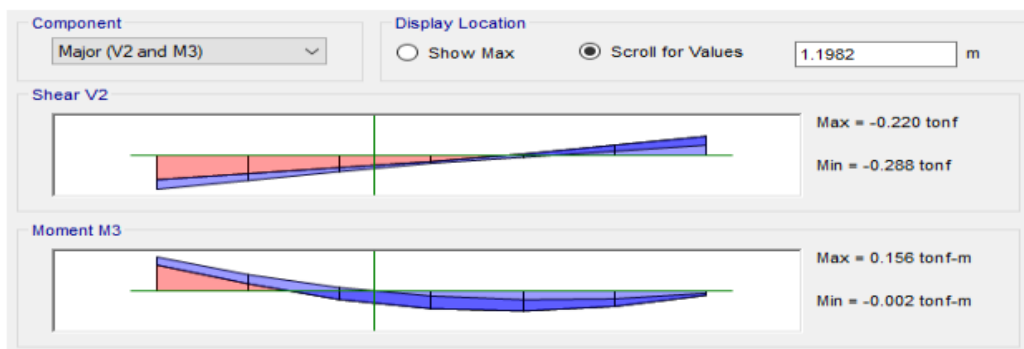 Component
Display Location
Major (V2 and M3)
Show Max
Scroll for Values
1.1982
m
Shear V2
Max = -0.220 tonf
Min = -0.288 tonf
Moment M3
Max = 0.156 tonf-m
Min = -0.002 tonf-m